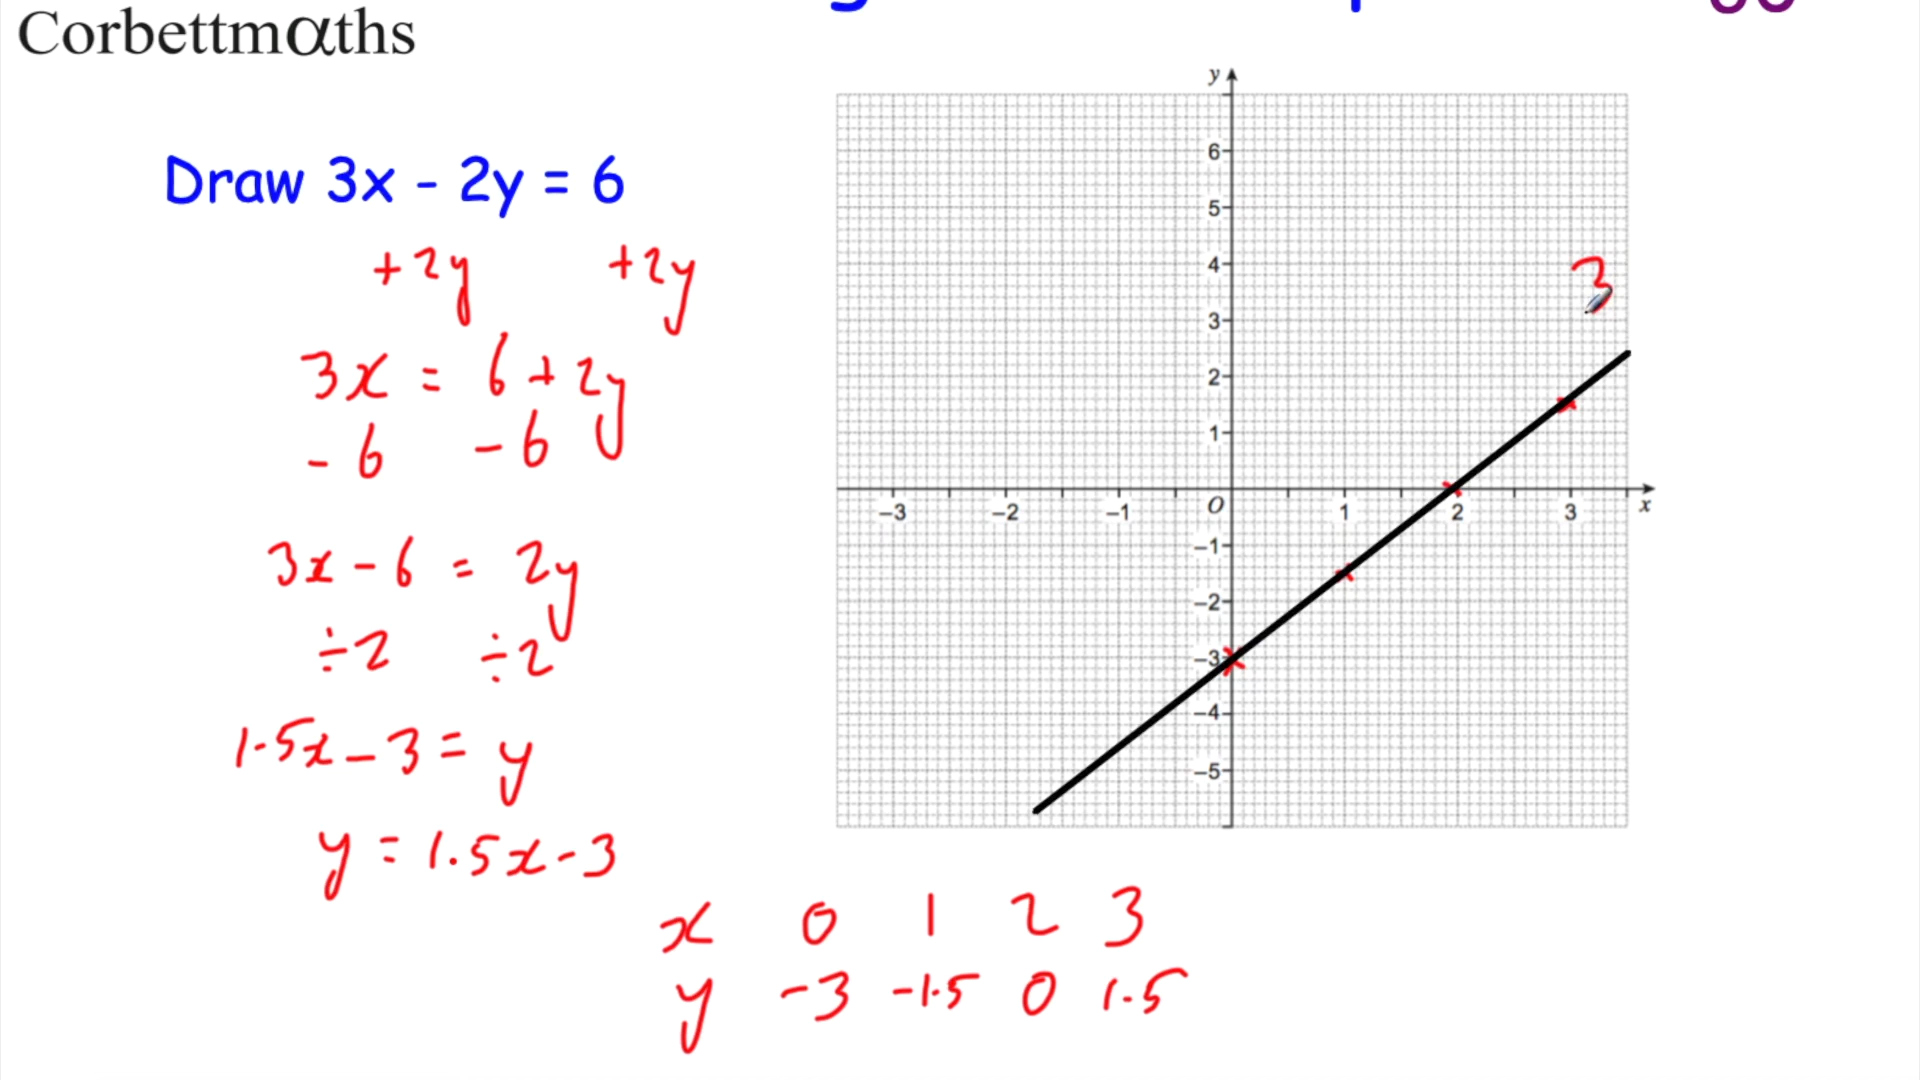 Corbettmαths
Draw 3x - 2y = 6
+2y +2y
3x = 6 + 2y
- 6 - 6
3x - 6 = 2y
÷2 ÷2
1.5x - 3 = y
y = 1.5x - 3
x 0 1 2 3
y -3 -1.5 0 1.5
y
6
5
4
3
2
1
–3 –2 –1 O 1 2 3 x
–1
–2
–3
–4
–5
3